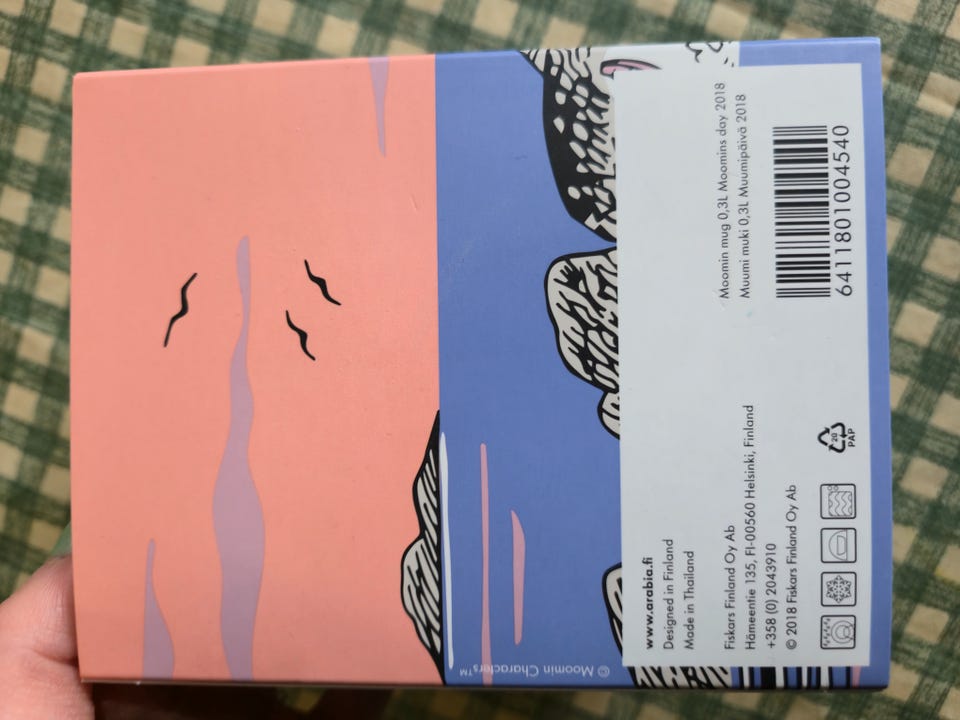 Moomin mug 0,3L Moomins day 2018
Muumi muki 0,3L Muumipäivä 2018
6411801004540
www.arabia.fi
Designed in Finland
Made in Thailand
Fiskars Finland Oy Ab
Hämeentie 135, FI-00560 Helsinki, Finland
+358 (0) 2043910
© 2018 Fiskars Finland Oy Ab
20
PAP
© Moomin Characters™